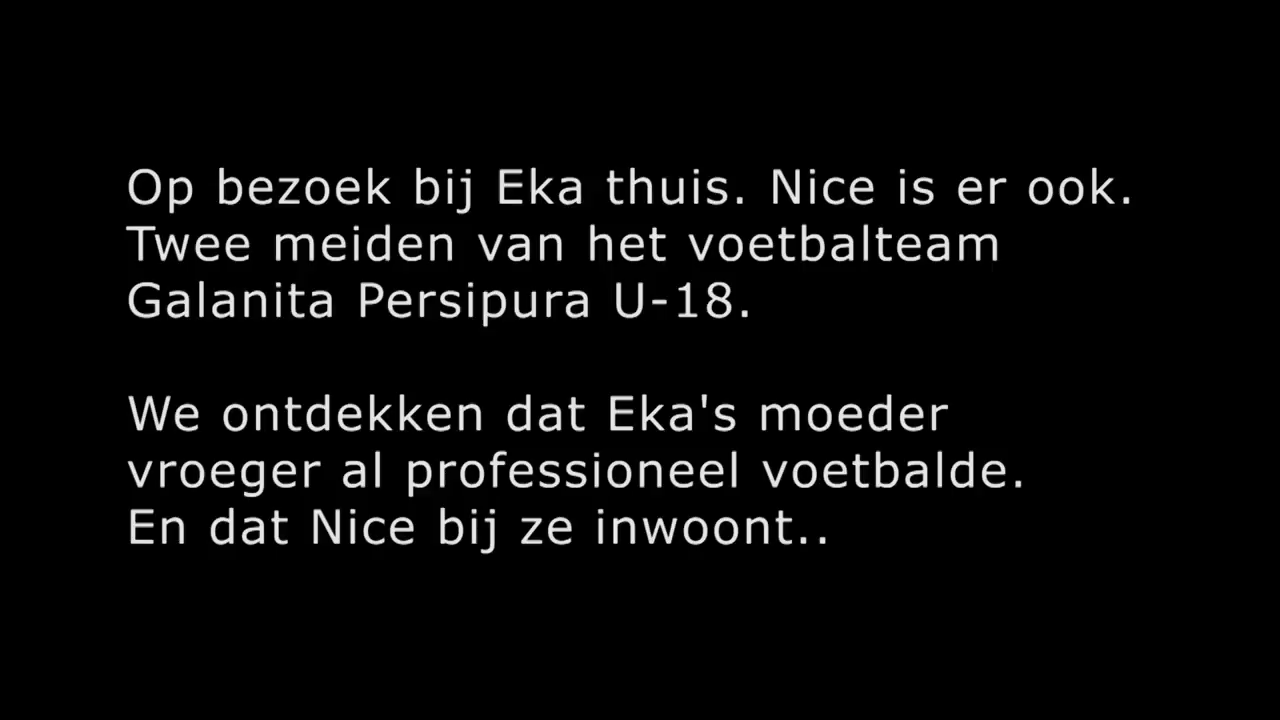 Op bezoek bij Eka thuis. Nice is er ook.
Twee meiden van het voetbalteam
Galanita Persipura U-18.
We ontdekken dat Eka's moeder
vroeger al professioneel voetbalde.
En dat Nice bij ze inwoont..